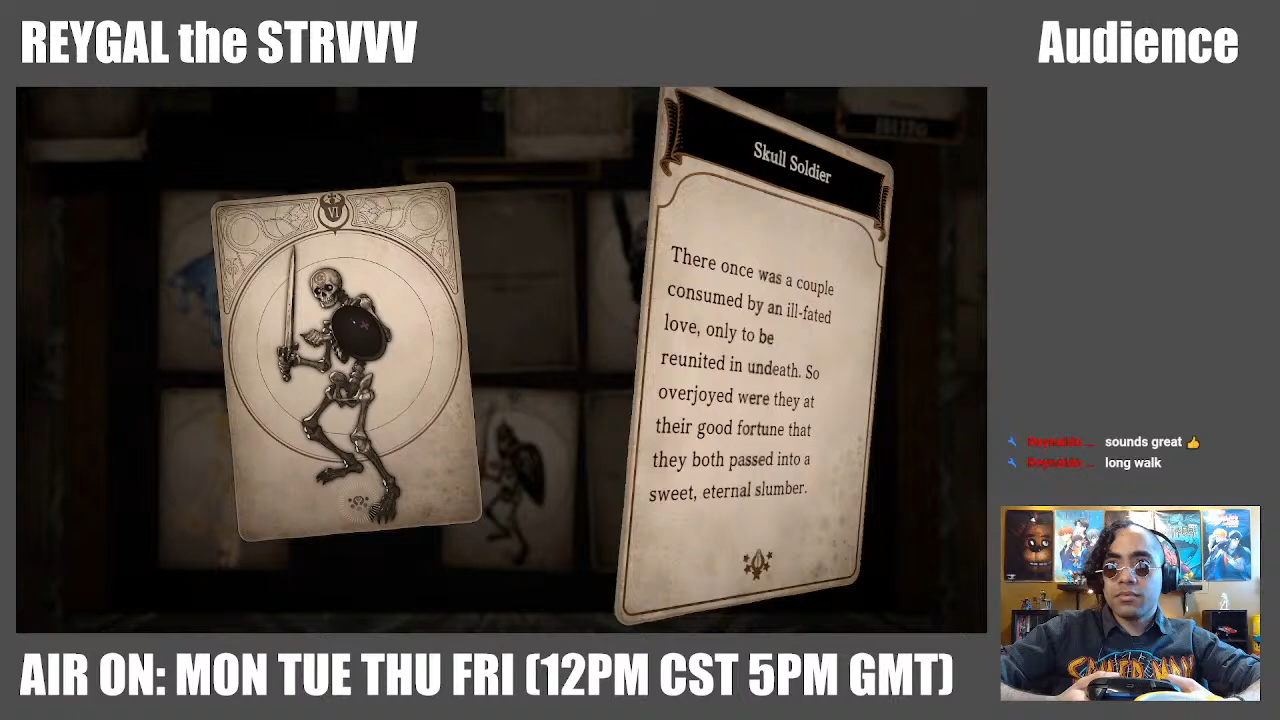 REYGAL the STRVVV
Audience
VI
Skull Soldier
There once was a couple
consumed by an ill-fated
love, only to be
reunited in undeath. So
overjoyed were they at
their good fortune that
they both passed into a
sweet, eternal slumber.
sounds great 👍
long walk
AIR ON: MON TUE THU FRI (12PM CST 5PM GMT)